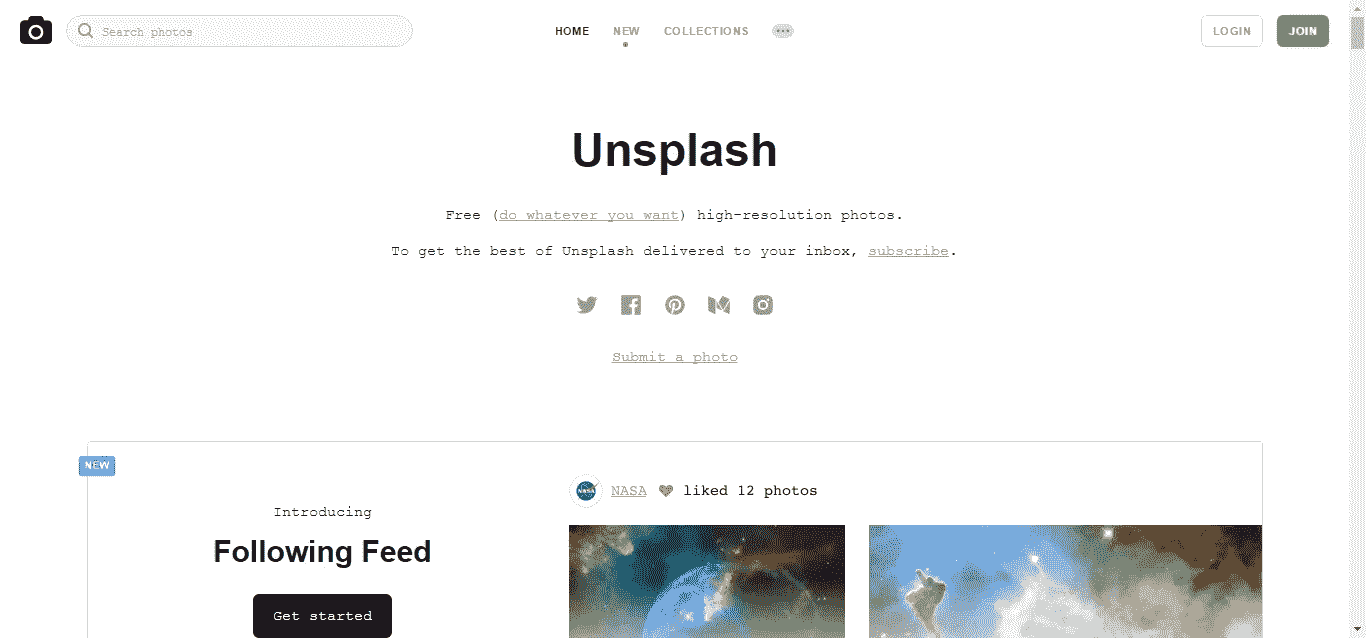 Search photos
HOME NEW COLLECTIONS
LOGIN JOIN
Unsplash
Free (do whatever you want) high-resolution photos.
To get the best of Unsplash delivered to your inbox, subscribe.
Submit a photo
NEW
NASA NASA liked 12 photos
Introducing
Following Feed
Get started